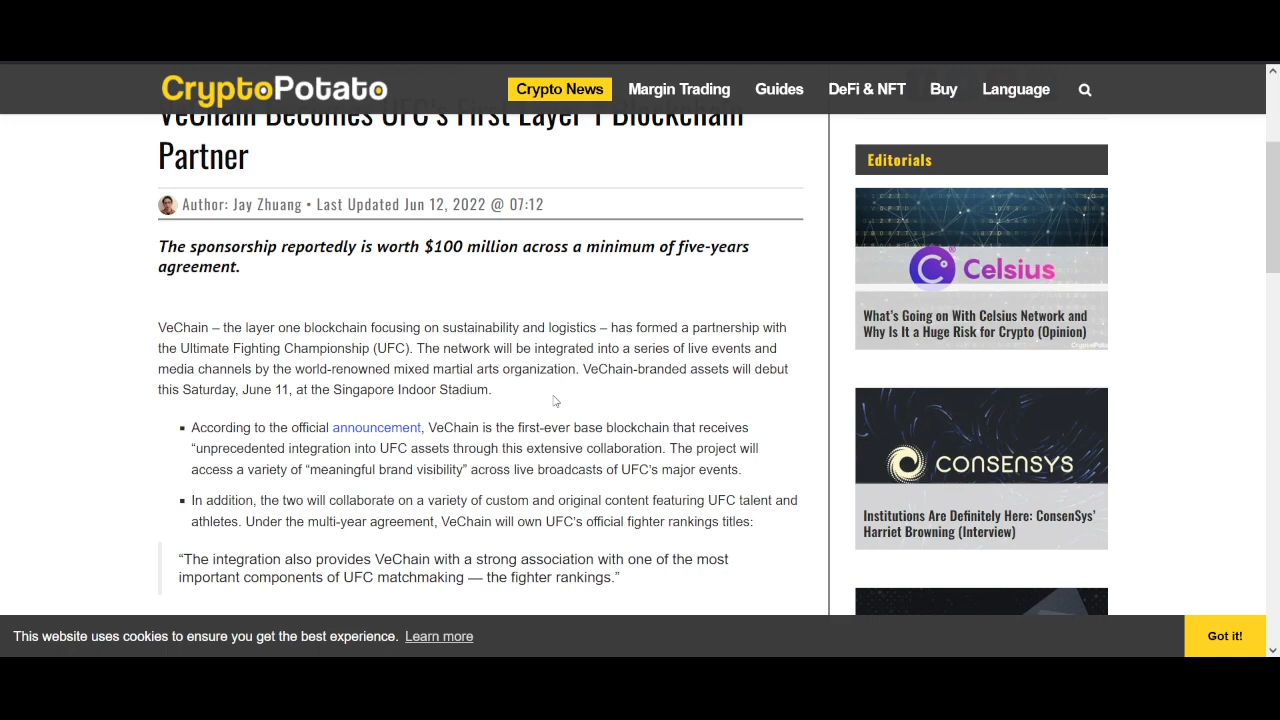 CryptoPotato
Crypto News
Margin Trading
Guides
DeFi & NFT
Buy
Language
VeChain Becomes UFC's First Layer 1 Blockchain
Partner
Author: Jay Zhuang • Last Updated Jun 12, 2022 @ 07:12
The sponsorship reportedly is worth $100 million across a minimum of five-years
agreement.
VeChain – the layer one blockchain focusing on sustainability and logistics – has formed a partnership with
the Ultimate Fighting Championship (UFC). The network will be integrated into a series of live events and
media channels by the world-renowned mixed martial arts organization. VeChain-branded assets will debut
this Saturday, June 11, at the Singapore Indoor Stadium.
▪ According to the official announcement, VeChain is the first-ever base blockchain that receives
“unprecedented integration into UFC assets through this extensive collaboration. The project will
access a variety of “meaningful brand visibility” across live broadcasts of UFC's major events.
▪ In addition, the two will collaborate on a variety of custom and original content featuring UFC talent and
athletes. Under the multi-year agreement, VeChain will own UFC's official fighter rankings titles:
“The integration also provides VeChain with a strong association with one of the most
important components of UFC matchmaking — the fighter rankings.”
Editorials
Celsius
What's Going on With Celsius Network and
Why Is It a Huge Risk for Crypto (Opinion)
CONSENSYS
Institutions Are Definitely Here: ConsenSys'
Harriet Browning (Interview)
This website uses cookies to ensure you get the best experience. Learn more
Got it!